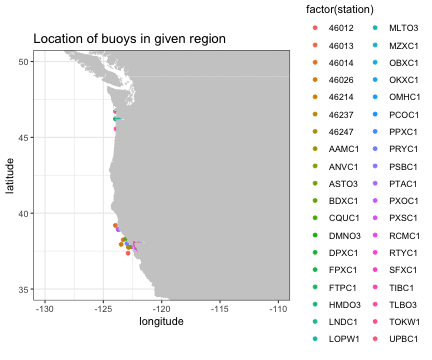 factor(station)
Location of buoys in given region
46012 MLTO3
46013 MZXC1
46014 OBXC1
46026 OKXC1
46214 OMHC1
46237 PCOC1
46247 PPXC1
AAMC1 PRYC1
ANVC1 PSBC1
ASTO3 PTAC1
BDXC1 PXOC1
CQUC1 PXSC1
DMNO3 RCMC1
DPXC1 RTYC1
FPXC1 SFXC1
FTPC1 TIBC1
HMDO3 TLBO3
LNDC1 TOKW1
LOPW1 UPBC1
50
45
40
35
latitude
-130 -125 -120 -115 -110
longitude